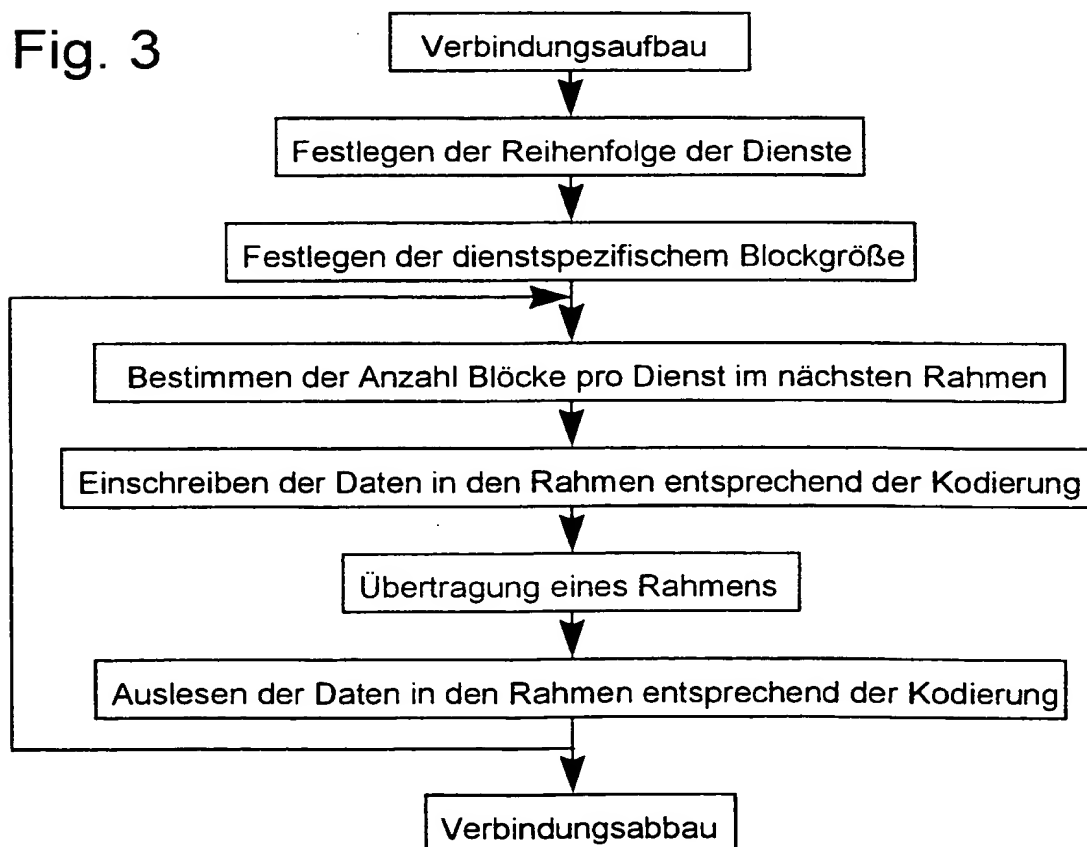 Fig. 3
Verbindungsaufbau
Festlegen der Reihenfolge der Dienste
Festlegen der dienstspezifischem Blockgröße
Bestimmen der Anzahl Blöcke pro Dienst im nächsten Rahmen
Einschreiben der Daten in den Rahmen entsprechend der Kodierung
Übertragung eines Rahmens
Auslesen der Daten in den Rahmen entsprechend der Kodierung
Verbindungsabbau